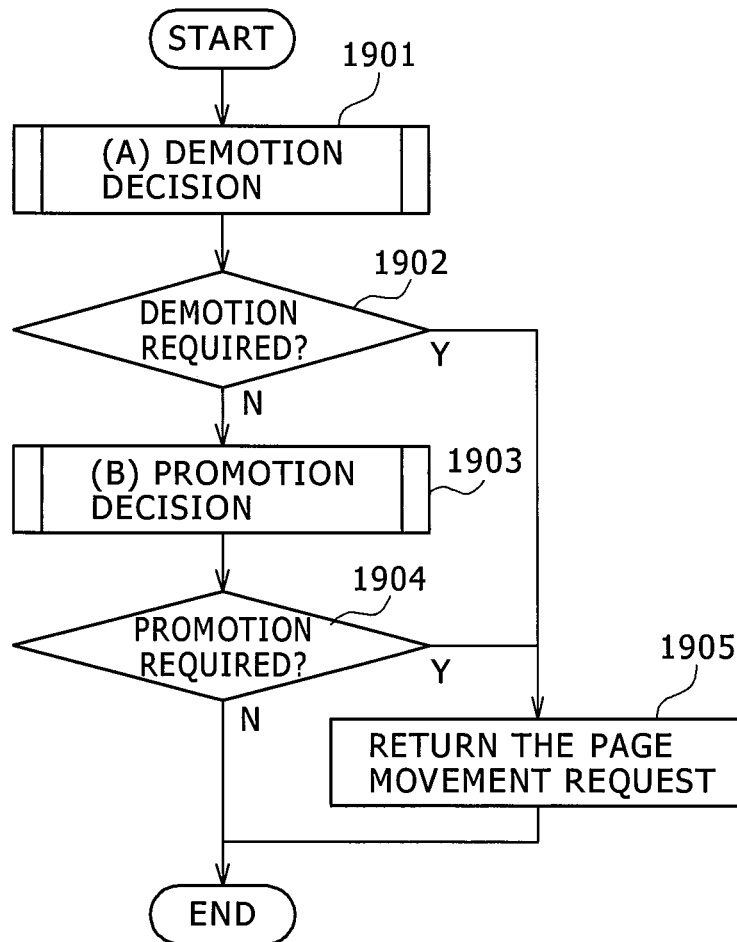 START
1901
(A) DEMOTION
DECISION
1902
DEMOTION
REQUIRED?
Y
N
(B) PROMOTION
DECISION
1903
1904
PROMOTION
REQUIRED?
Y
N
1905
RETURN THE PAGE
MOVEMENT REQUEST
END